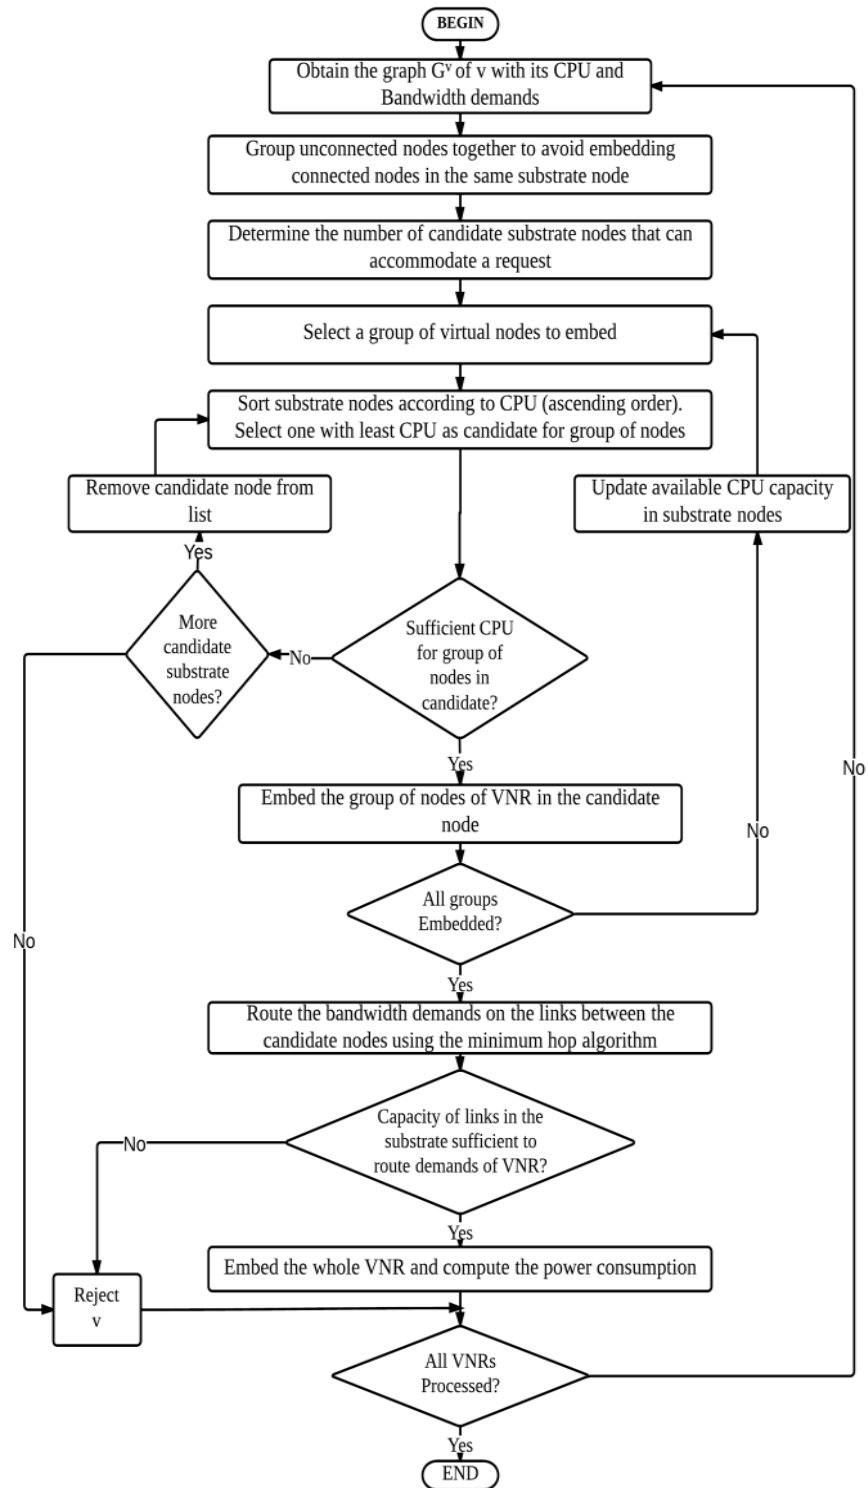 BEGIN
Obtain the graph Gᵛ of v with its CPU and
Bandwidth demands
Group unconnected nodes together to avoid embedding
connected nodes in the same substrate node
Determine the number of candidate substrate nodes that can
accommodate a request
Select a group of virtual nodes to embed
Sort substrate nodes according to CPU (ascending order).
Select one with least CPU as candidate for group of nodes
Remove candidate node from
list
Update available CPU capacity
in substrate nodes
Yes
More
candidate
substrate
nodes?
No
Sufficient CPU
for group of
nodes in
candidate?
Yes
No
Embed the group of nodes of VNR in the candidate
node
No
All groups
Embedded?
No
Yes
Route the bandwidth demands on the links between the
candidate nodes using the minimum hop algorithm
Capacity of links in the
substrate sufficient to
route demands of VNR?
No
Yes
Embed the whole VNR and compute the power consumption
Reject
v
All VNRs
Processed?
Yes
END